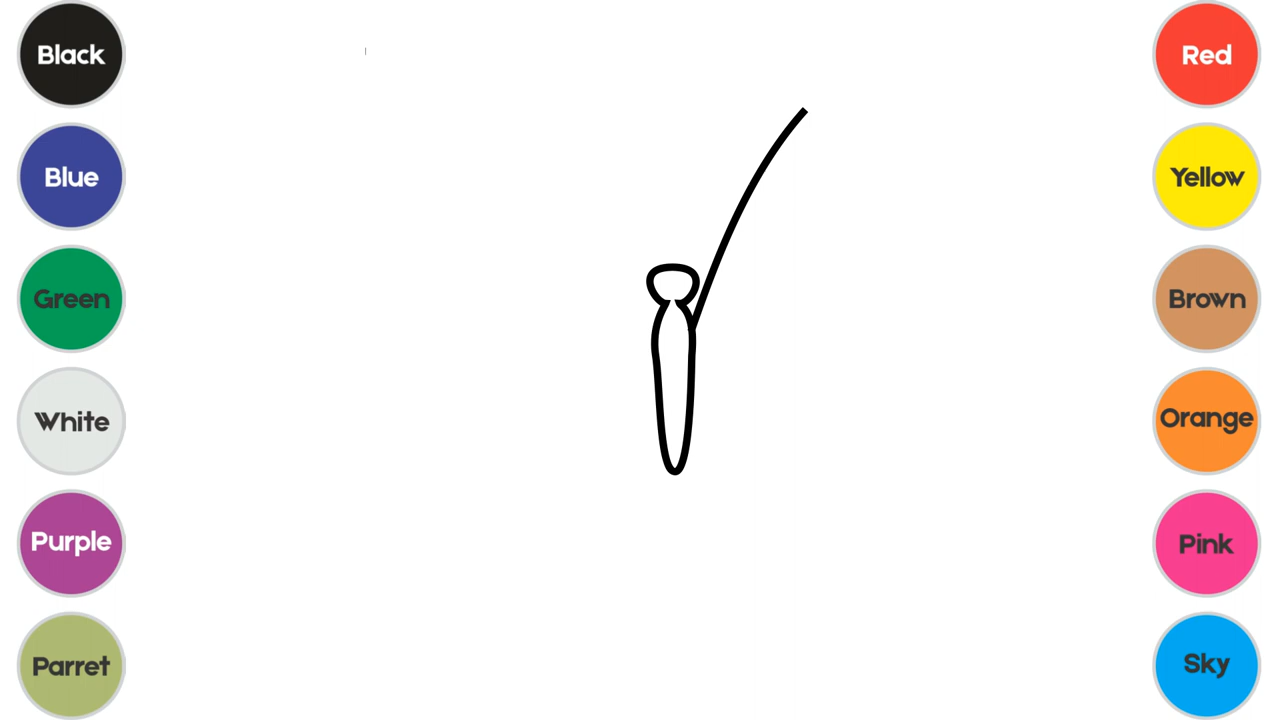 Black
Blue
Green
White
Purple
Parret
Red
Yellow
Brown
Orange
Pink
Sky